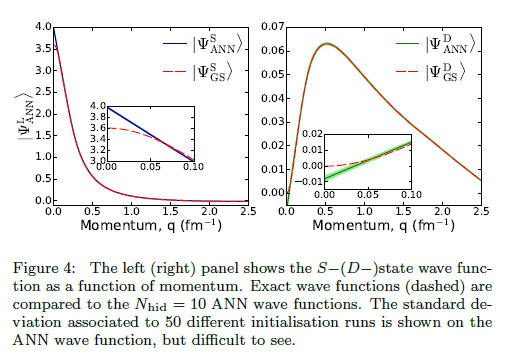 4.0
3.5
3.0
2.5
2.0
1.5
1.0
0.5
0.0
|Ψ^L_ANN⟩
|Ψ^S_ANN⟩
|Ψ^S_GS⟩
4.0
3.8
3.6
3.4
3.2
3.0
0.00 0.05 0.10
0.0 0.5 1.0 1.5 2.0 2.5
Momentum, q (fm⁻¹)
0.07
0.06
0.05
0.04
0.03
0.02
0.01
0.00
|Ψ^D_ANN⟩
|Ψ^D_GS⟩
0.02
0.01
0.00
−0.01
0.00 0.05 0.10
0.0 0.5 1.0 1.5 2.0 2.5
Momentum, q (fm⁻¹)
Figure 4: The left (right) panel shows the S−(D−)state wave func-
tion as a function of momentum. Exact wave functions (dashed) are
compared to the N_hid = 10 ANN wave functions. The standard de-
viation associated to 50 different initialisation runs is shown on the
ANN wave function, but difficult to see.